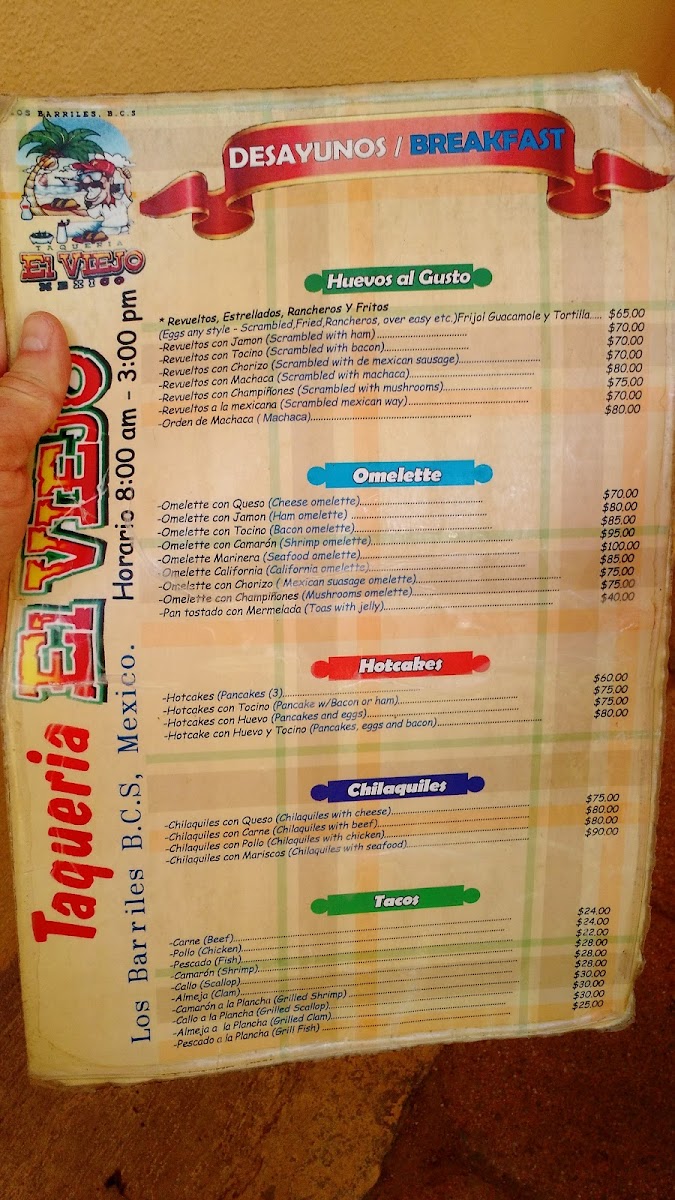 LOS BARRILES, B.C.S
TAQUERIA
El VIEJO
MEXICO
DESAYUNOS / BREAKFAST
Taqueria El VIEJO
Los Barriles B.C.S, Mexico. Horario 8:00 am - 3:00 pm
Huevos al Gusto
* Revueltos, Estrellados, Rancheros Y Fritos
(Eggs any style - Scrambled,Fried,Rancheros, over easy etc.)Frijol Guacamole y Tortilla..... $65.00
-Revueltos con Jamon (Scrambled with ham)..... $70.00
-Revueltos con Tocino (Scrambled with bacon)..... $70.00
-Revueltos con Chorizo (Scrambled with de mexican sausage)..... $70.00
-Revueltos con Machaca (Scrambled with machaca)..... $80.00
-Revueltos con Champiñones (Scrambled with mushrooms)..... $75.00
-Revueltos a la mexicana (Scrambled mexican way)..... $70.00
-Orden de Machaca ( Machaca)..... $80.00
Omelette
-Omelette con Queso (Cheese omelette)..... $70.00
-Omelette con Jamon (Ham omelette) ..... $80.00
-Omelette con Tocino (Bacon omelette)..... $85.00
-Omelette con Camarón (Shrimp omelette)..... $95.00
-Omelette Marinera (Seafood omelette)..... $100.00
-Omelette California (California omelette)..... $85.00
-Omelatte con Chorizo ( Mexican suasage omelette)..... $75.00
-Omelette con Champiñones (Mushrooms omelette)..... $75.00
-Pan tostado con Mermelada (Toas with jelly)..... $40.00
Hotcakes
-Hotcakes (Pancakes (3)..... $60.00
-Hotcakes con Tocino (Pancake w/Bacon or ham)..... $75.00
-Hotcakes con Huevo (Pancakes and eggs)..... $75.00
-Hotcake con Huevo y Tocino (Pancakes, eggs and bacon)..... $80.00
Chilaquiles
-Chilaquiles con Queso (Chilaquiles with cheese)..... $75.00
-Chilaquiles con Carne (Chilaquiles with beef)..... $80.00
-Chilaquiles con Pollo (Chilaquiles with chicken)..... $80.00
-Chilaquiles con Mariscos (Chilaquiles with seafood)..... $90.00
Tacos
-Carne (Beef)..... $24.00
-Pollo (Chicken)..... $24.00
-Pescado (Fish)..... $22.00
-Camarón (Shrimp)..... $28.00
-Callo (Scallop)..... $28.00
-Almeja (Clam)..... $28.00
-Camarón a la Plancha (Grilled Shrimp) ..... $30.00
-Callo a la Plancha (Grilled Scallop)..... $30.00
-Almeja a la Plancha (Grilled Clam)..... $30.00
-Pescado a la Plancha (Grill Fish) ..... $25.00